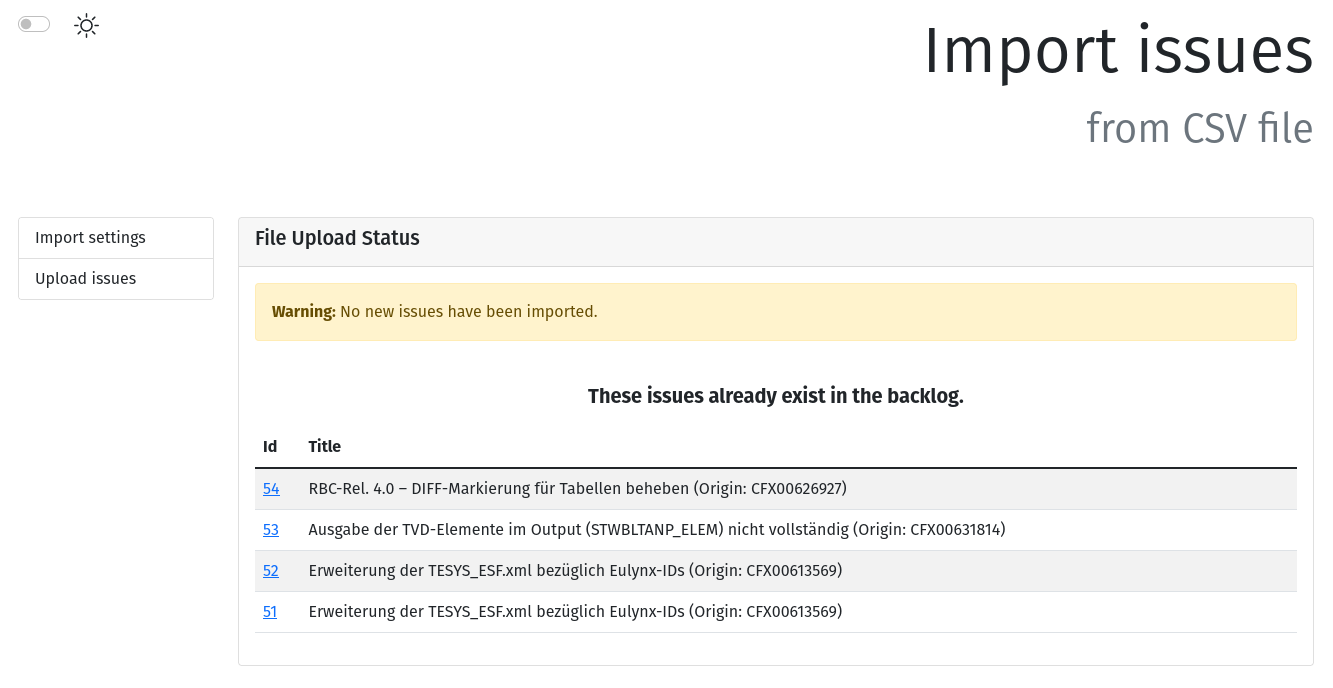 Import issues
from CSV file
Import settings
Upload issues
File Upload Status
Warning: No new issues have been imported.
These issues already exist in the backlog.
Id Title
54 RBC-Rel. 4.0 – DIFF-Markierung für Tabellen beheben (Origin: CFX00626927)
53 Ausgabe der TVD-Elemente im Output (STWBLTANP_ELEM) nicht vollständig (Origin: CFX00631814)
52 Erweiterung der TESYS_ESF.xml bezüglich Eulynx-IDs (Origin: CFX00613569)
51 Erweiterung der TESYS_ESF.xml bezüglich Eulynx-IDs (Origin: CFX00613569)